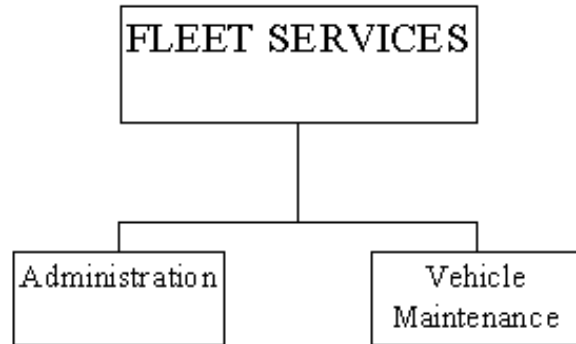 FLEET SERVICES
Administration
Vehicle
Maintenance